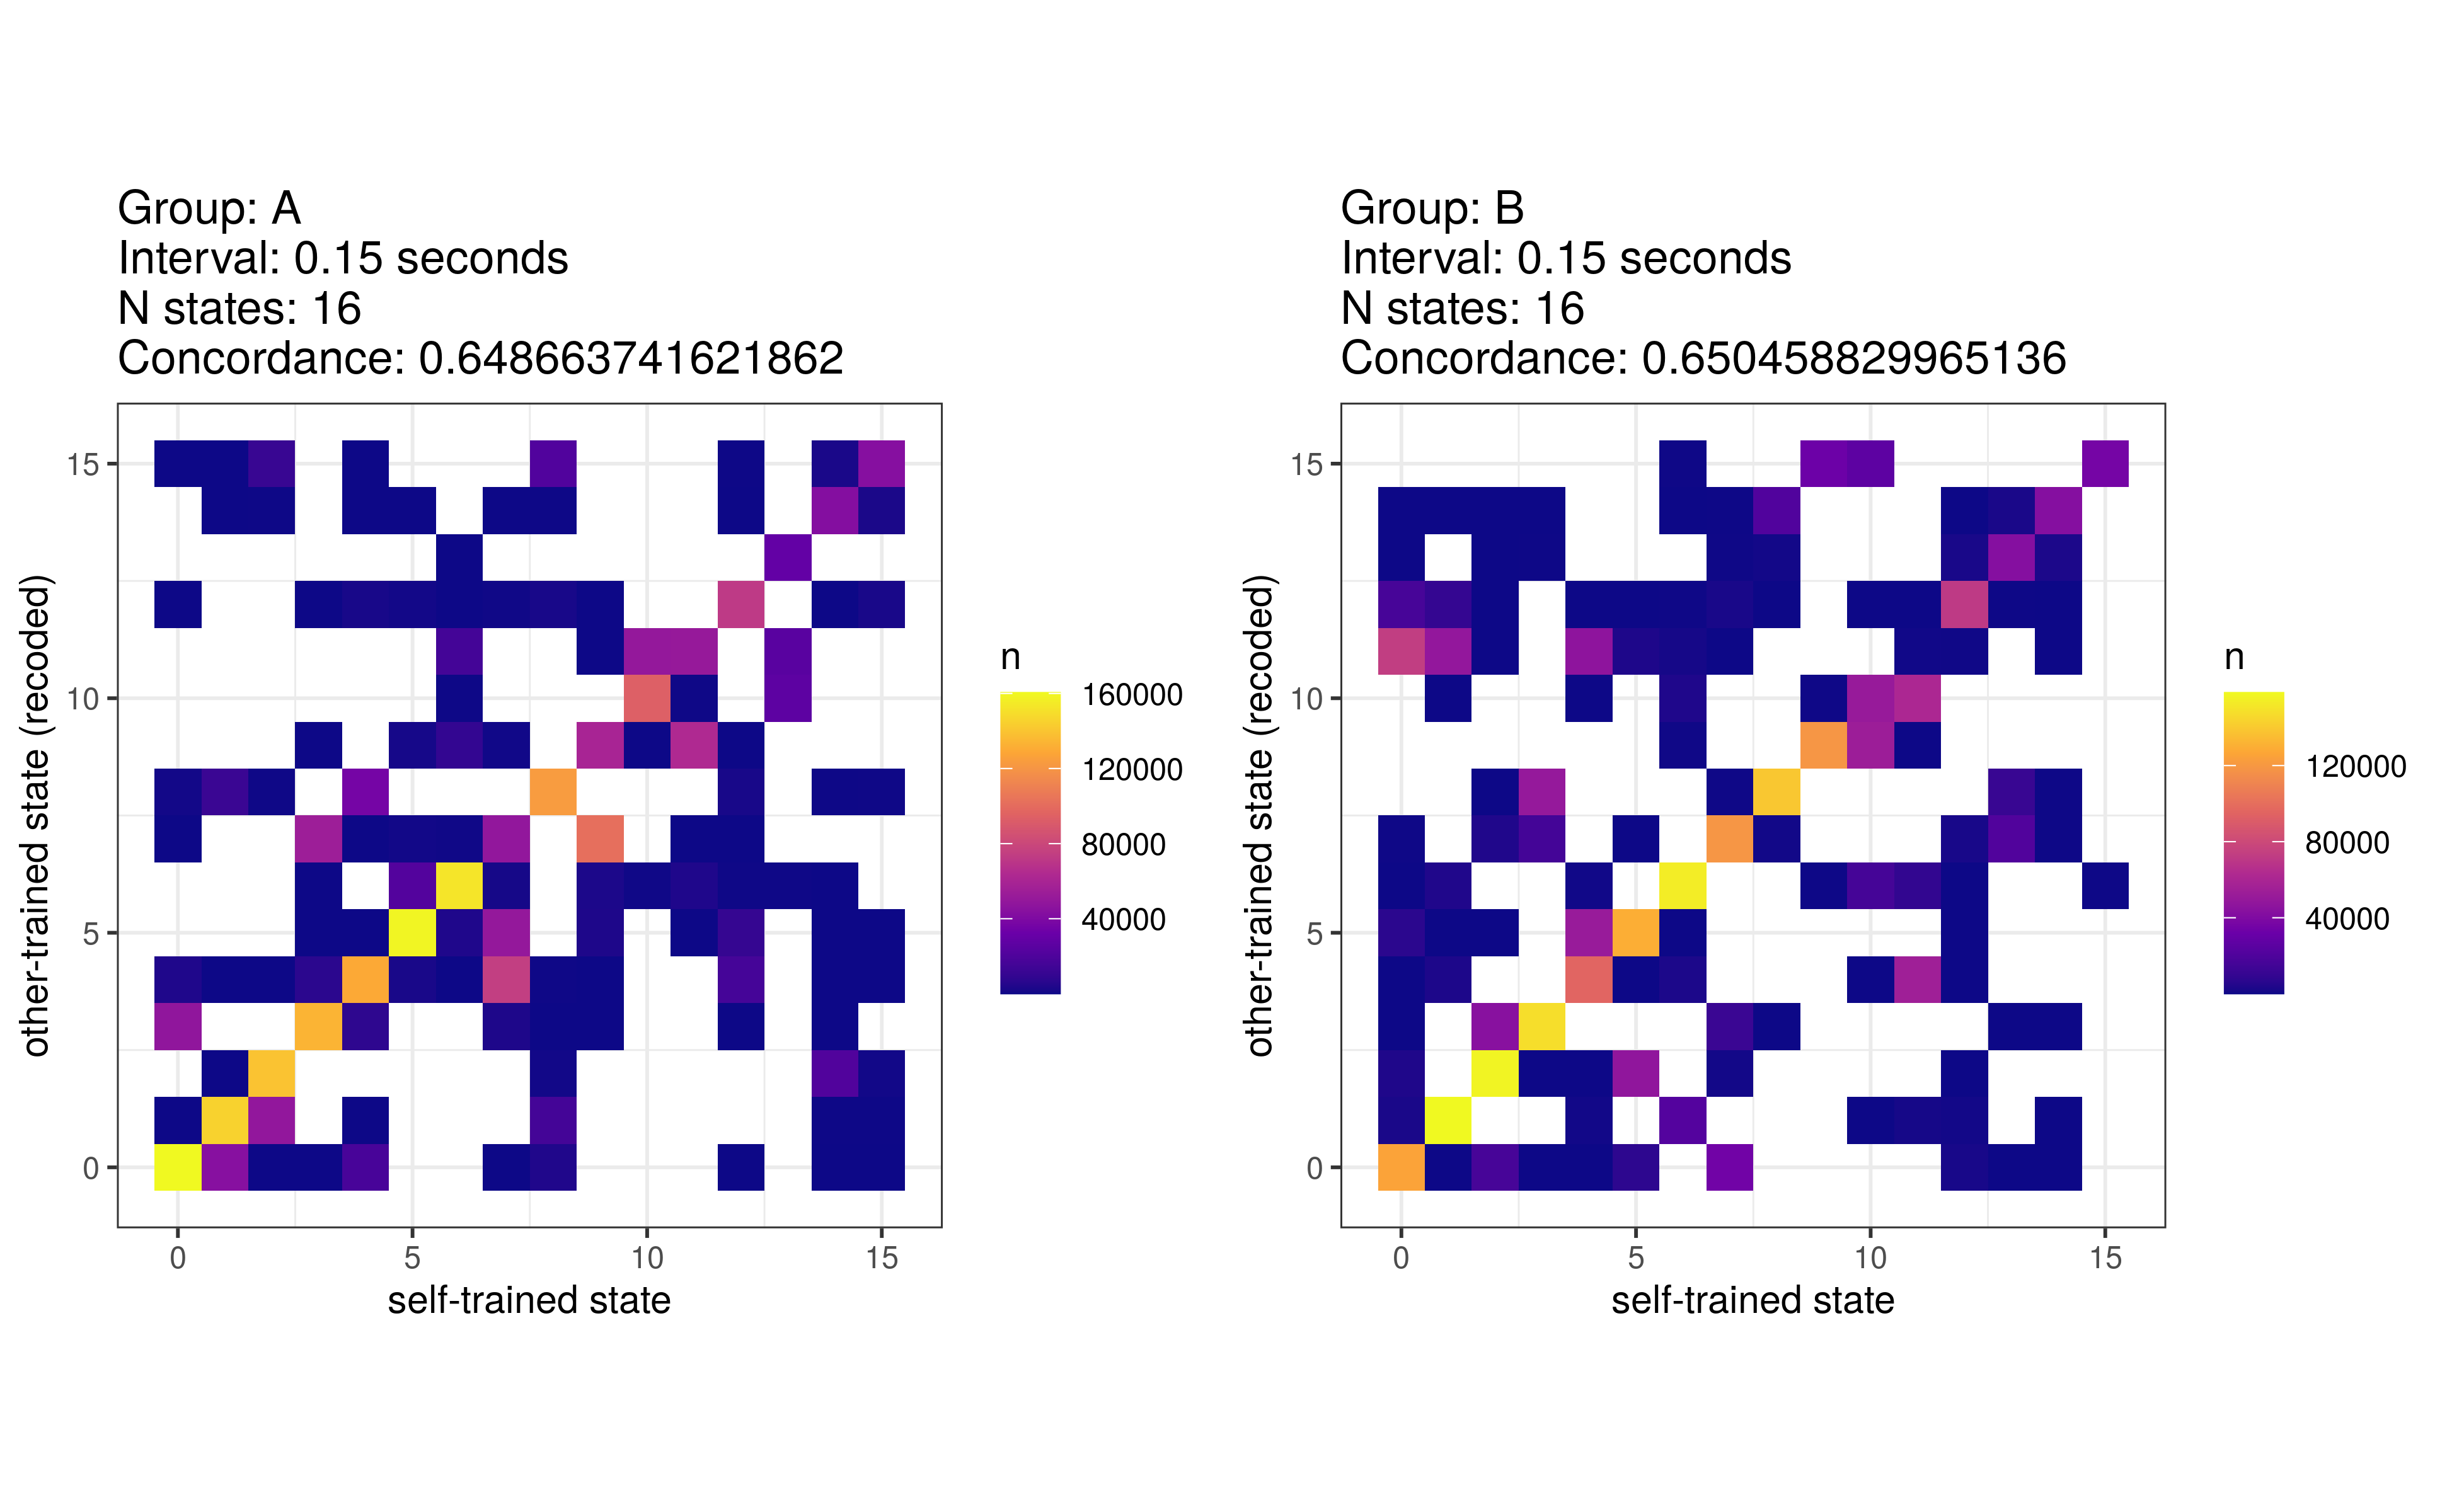 Group: A
Interval: 0.15 seconds
N states: 16
Concordance: 0.648663741621862
other-trained state (recoded)
15
10
5
0
0 5 10 15
self-trained state
n
160000
120000
80000
40000
Group: B
Interval: 0.15 seconds
N states: 16
Concordance: 0.650458829965136
other-trained state (recoded)
15
10
5
0
0 5 10 15
self-trained state
n
120000
80000
40000